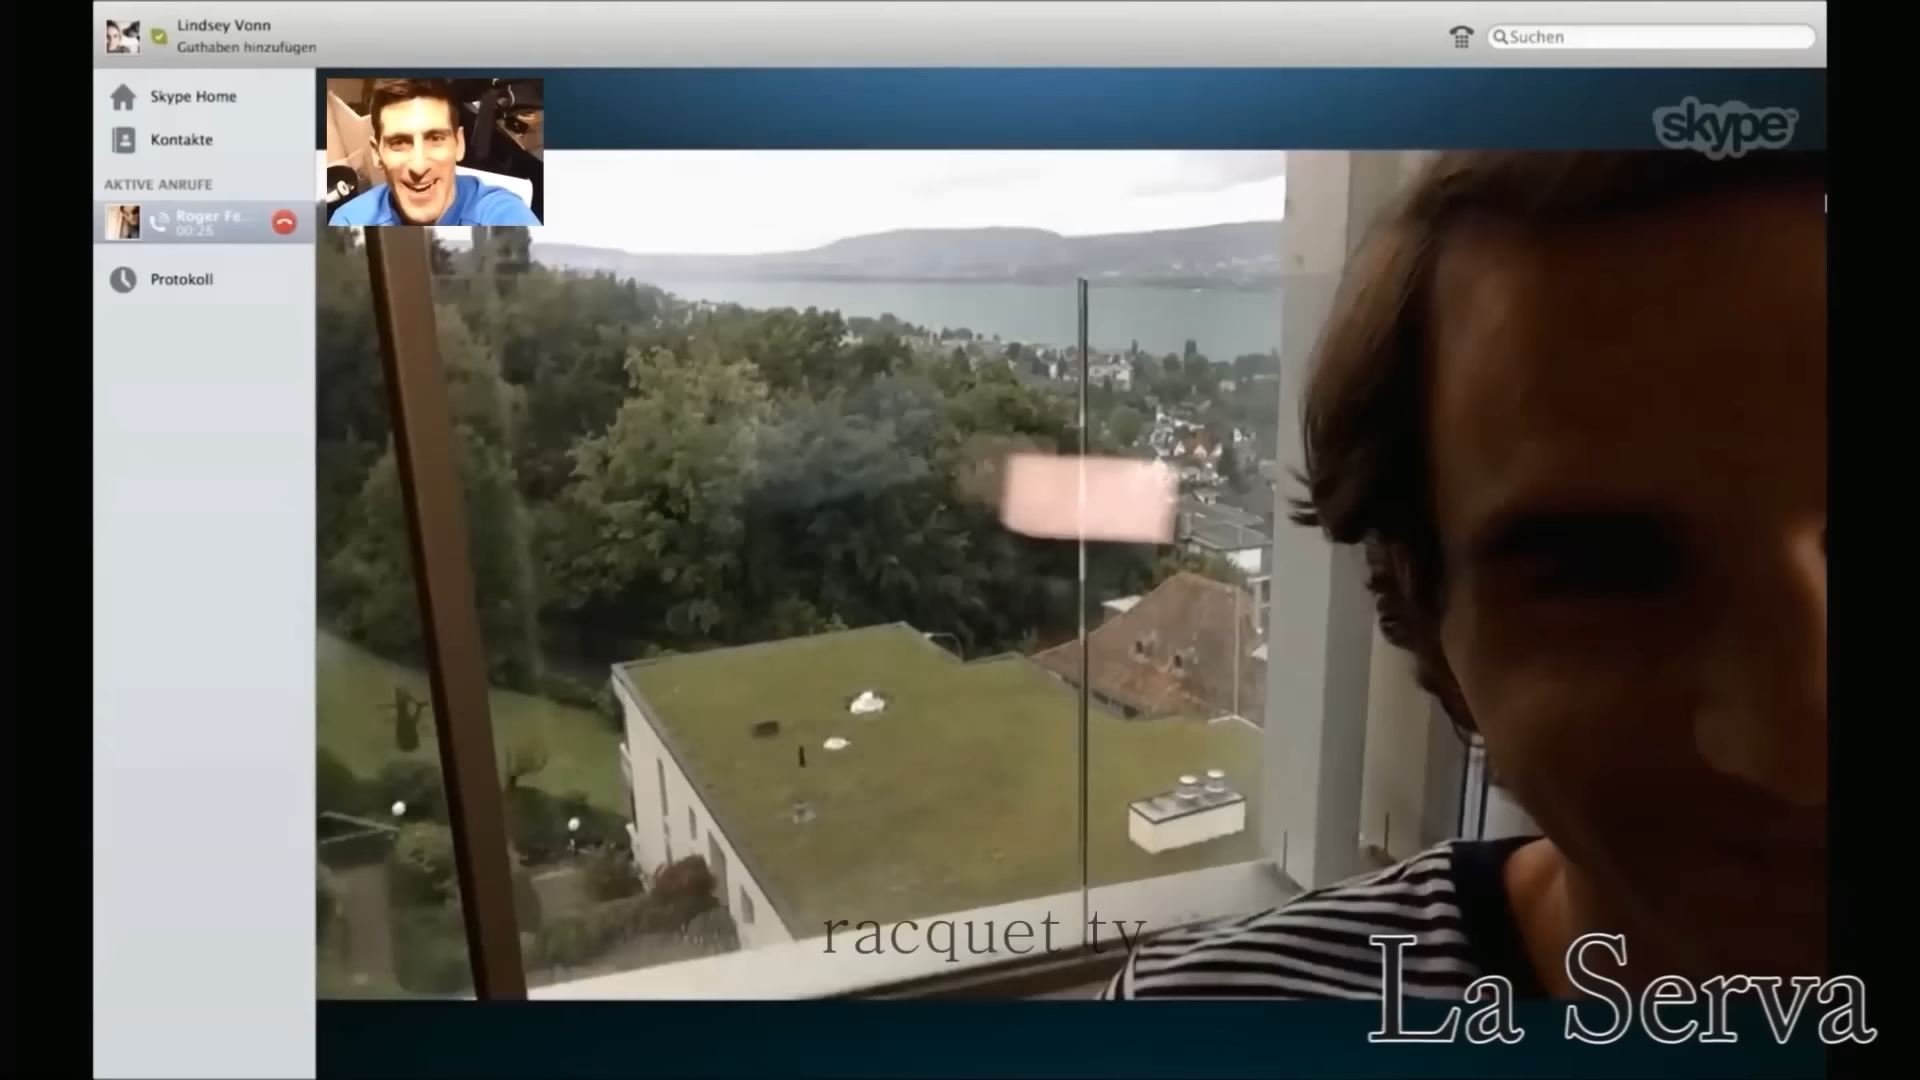 Lindsey Vonn
Guthaben hinzufügen
Suchen
Skype Home
Kontakte
AKTIVE ANRUFE
Roger Fe...
00:26
Protokoll
skype
racquet tv
La Serva